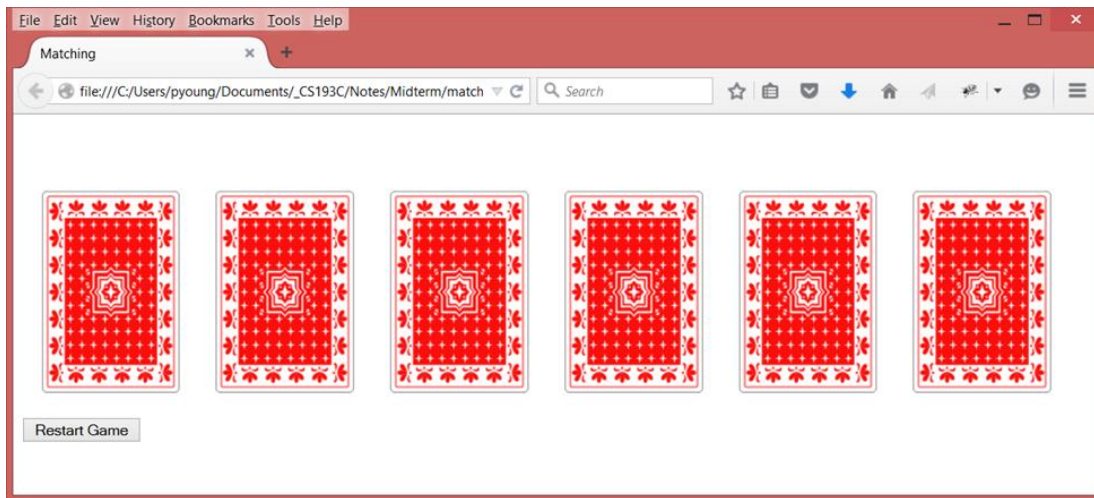 File Edit View History Bookmarks Tools Help
Matching
file:///C:/Users/pyoung/Documents/_CS193C/Notes/Midterm/match
Search
Restart Game